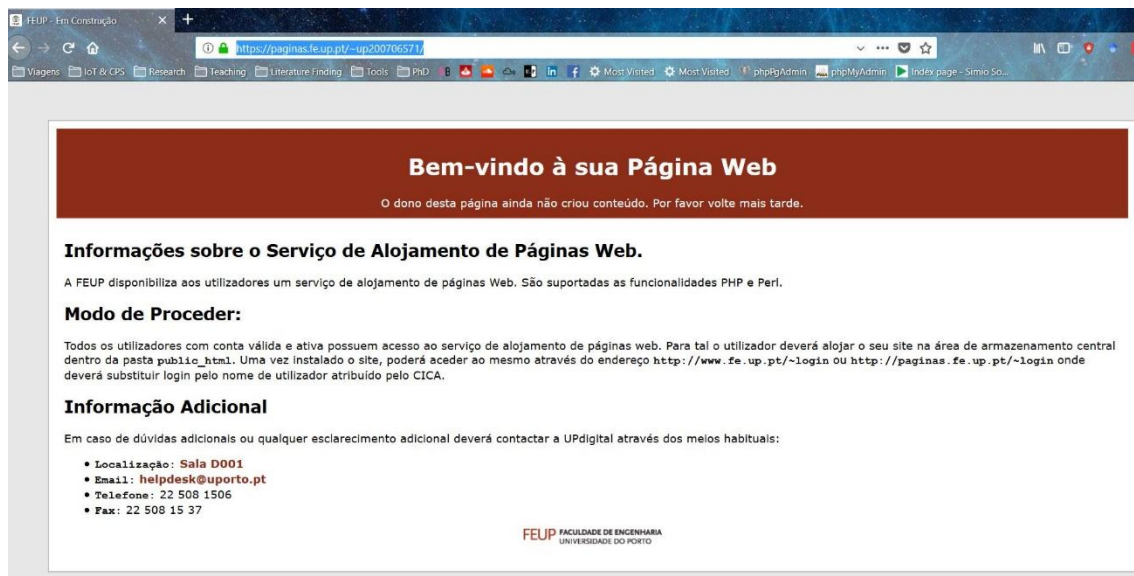 FEUP - Em Construção
https://paginas.fe.up.pt/~up200706571/
Viagens IoT & CPS Research Teaching Literature Finding Tools PhD Most Visited Most Visited phpPgAdmin phpMyAdmin Index page - Simio So...
Bem-vindo à sua Página Web
O dono desta página ainda não criou conteúdo. Por favor volte mais tarde.
Informações sobre o Serviço de Alojamento de Páginas Web.
A FEUP disponibiliza aos utilizadores um serviço de alojamento de páginas Web. São suportadas as funcionalidades PHP e Perl.
Modo de Proceder:
Todos os utilizadores com conta válida e ativa possuem acesso ao serviço de alojamento de páginas web. Para tal o utilizador deverá alojar o seu site na área de armazenamento central
dentro da pasta public_html. Uma vez instalado o site, poderá aceder ao mesmo através do endereço http://www.fe.up.pt/~login ou http://paginas.fe.up.pt/~login onde
deverá substituir login pelo nome de utilizador atribuído pelo CICA.
Informação Adicional
Em caso de dúvidas adicionais ou qualquer esclarecimento adicional deverá contactar a UPdigital através dos meios habituais:
Localização: Sala D001
Email: helpdesk@uporto.pt
Telefone: 22 508 1506
Fax: 22 508 15 37
FEUP FACULDADE DE ENGENHARIA
UNIVERSIDADE DO PORTO